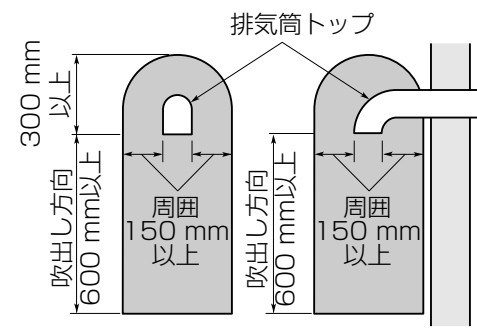 排気筒トップ
300 mm
以上
吹出し方向
600 mm以上
周囲
150 mm
以上
吹出し方向
600 mm以上
周囲
150 mm
以上